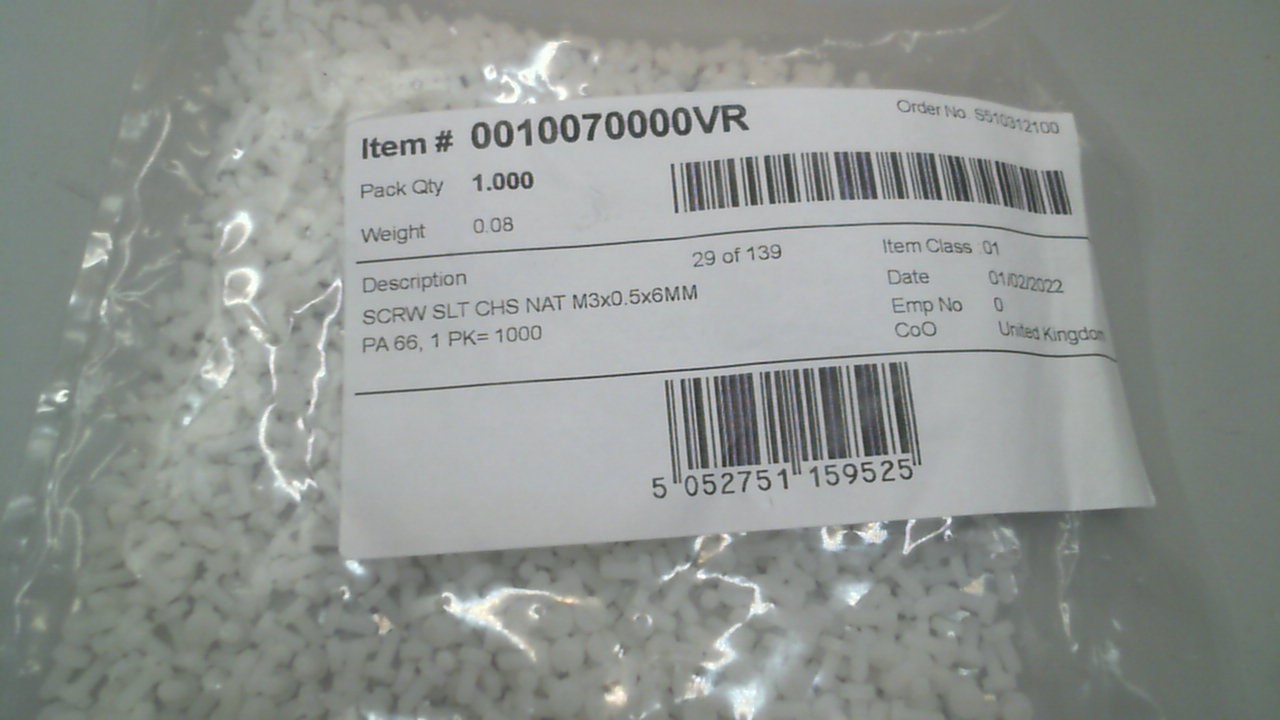 Item # 0010070000VR
Order No. S510312100
Pack Qty 1.000
Weight 0.08
Description
29 of 139
SCRW SLT CHS NAT M3x0.5x6MM
PA 66, 1 PK= 1000
Item Class 01
Date 01/02/2022
Emp No 0
CoO United Kingdom
5 052751 159525